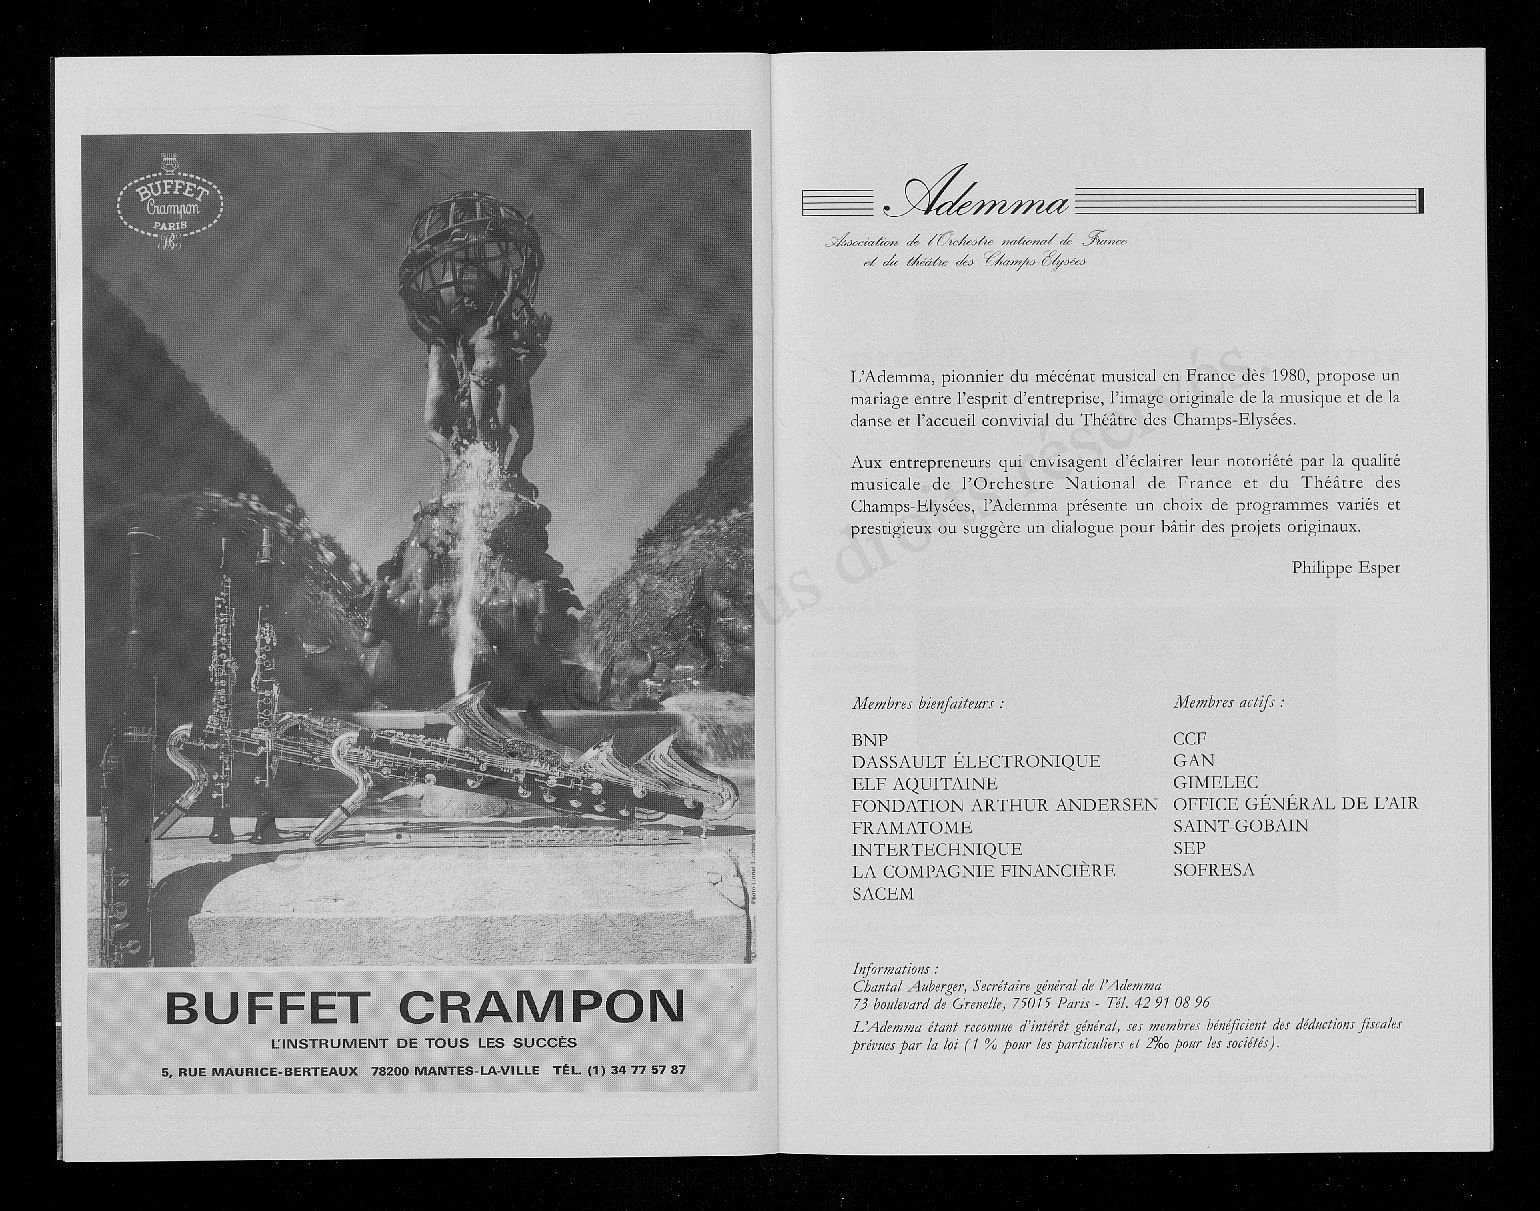 BUFFET
Crampon
PARIS
BUFFET CRAMPON
L'INSTRUMENT DE TOUS LES SUCCÈS
5, RUE MAURICE-BERTEAUX 78200 MANTES-LA-VILLE TÉL. (1) 34 77 57 87
Ademma
Association de l'Orchestre national de France
et du théâtre des Champs-Elysées
L'Ademma, pionnier du mécénat musical en France dès 1980, propose un
mariage entre l'esprit d'entreprise, l'image originale de la musique et de la
danse et l'accueil convivial du Théâtre des Champs-Elysées.
Aux entrepreneurs qui envisagent d'éclairer leur notoriété par la qualité
musicale de l'Orchestre National de France et du Théâtre des
Champs-Elysées, l'Ademma présente un choix de programmes variés et
prestigieux ou suggère un dialogue pour bâtir des projets originaux.
Philippe Esper
Membres bienfaiteurs :
BNP
DASSAULT ÉLECTRONIQUE
ELF AQUITAINE
FONDATION ARTHUR ANDERSEN
FRAMATOME
INTERTECHNIQUE
LA COMPAGNIE FINANCIÈRE
SACEM
Membres actifs :
CCF
GAN
GIMELEC
OFFICE GÉNÉRAL DE L'AIR
SAINT-GOBAIN
SEP
SOFRESA
Informations :
Chantal Auberger, Secrétaire général de l'Ademma
73 boulevard de Grenelle, 75015 Paris - Tél. 42 91 08 96
L'Ademma étant reconnue d'intérêt général, ses membres bénéficient des déductions fiscales
prévues par la loi (1 % pour les particuliers et 2‰ pour les sociétés).
droits réservés